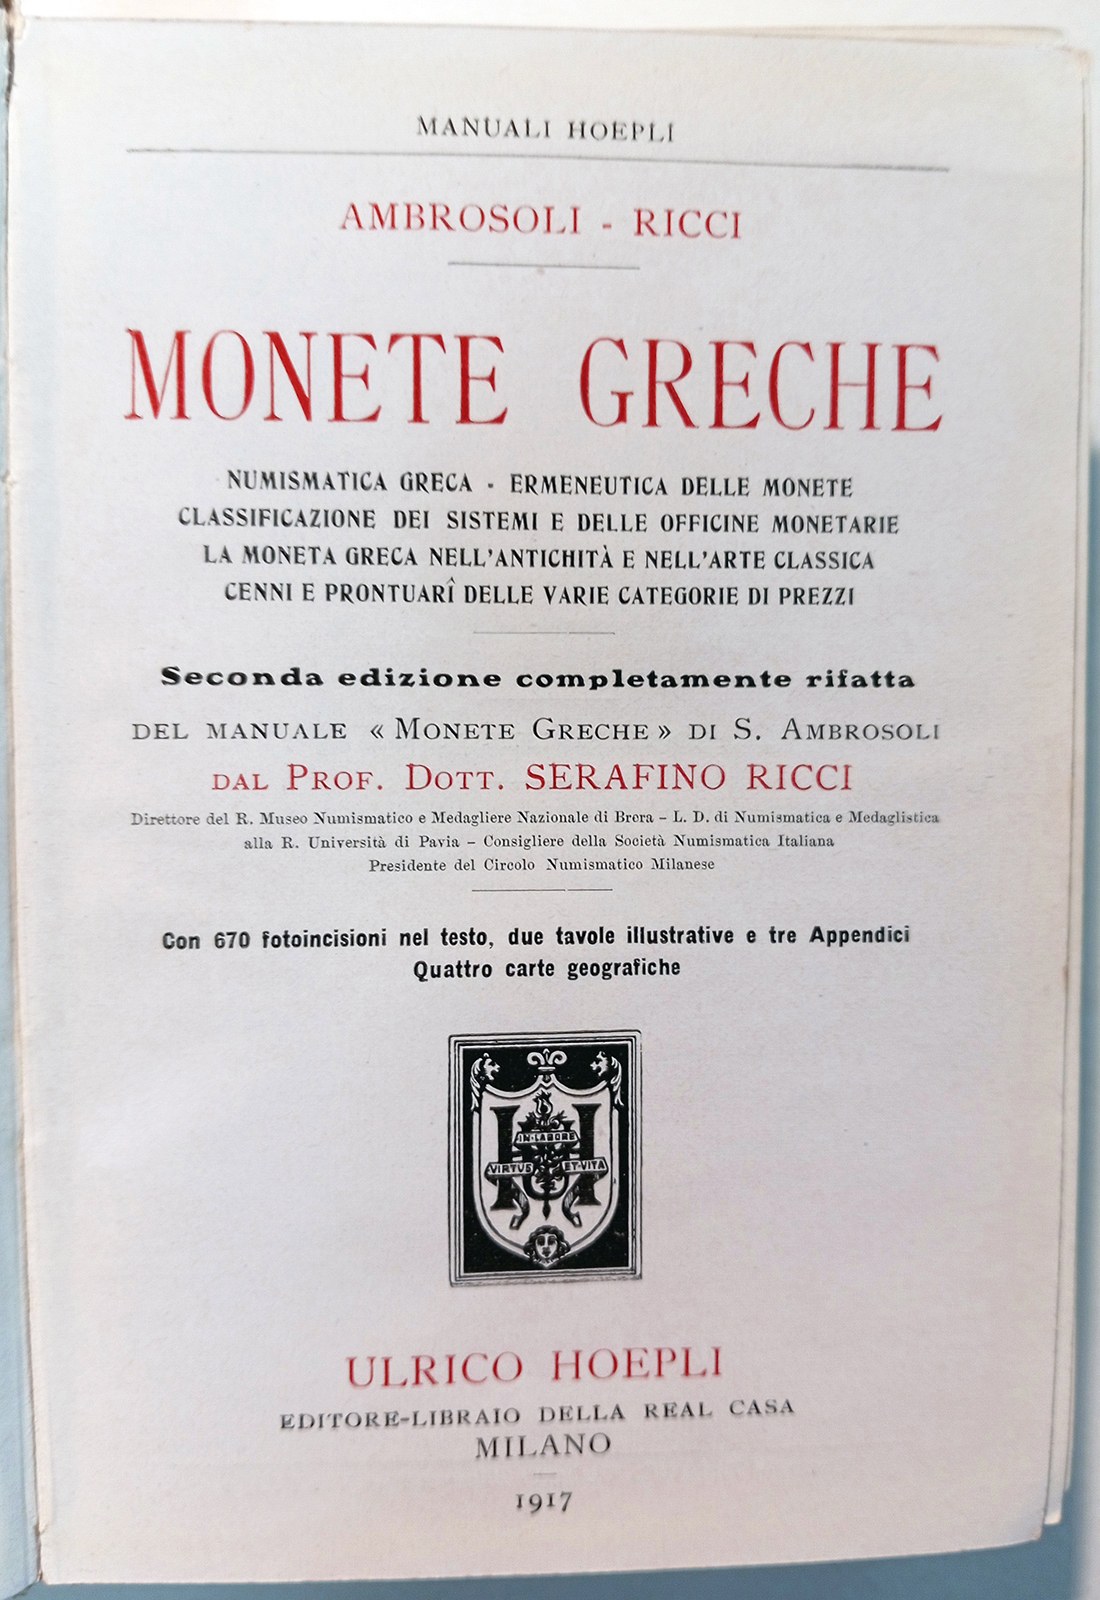 MANUALI HOEPLI
AMBROSOLI - RICCI
MONETE GRECHE
NUMISMATICA GRECA - ERMENEUTICA DELLE MONETE
CLASSIFICAZIONE DEI SISTEMI E DELLE OFFICINE MONETARIE
LA MONETA GRECA NELL'ANTICHITÀ E NELL'ARTE CLASSICA
CENNI E PRONTUARÎ DELLE VARIE CATEGORIE DI PREZZI
Seconda edizione completamente rifatta
DEL MANUALE « MONETE GRECHE » DI S. AMBROSOLI
DAL PROF. DOTT. SERAFINO RICCI
Direttore del R. Museo Numismatico e Medagliere Nazionale di Brera – L. D. di Numismatica e Medaglistica
alla R. Università di Pavia – Consigliere della Società Numismatica Italiana
Presidente del Circolo Numismatico Milanese
Con 670 fotoincisioni nel testo, due tavole illustrative e tre Appendici
Quattro carte geografiche
IN·LABORE
VIRTVS ET·VITA
ULRICO HOEPLI
EDITORE-LIBRAIO DELLA REAL CASA
MILANO
1917